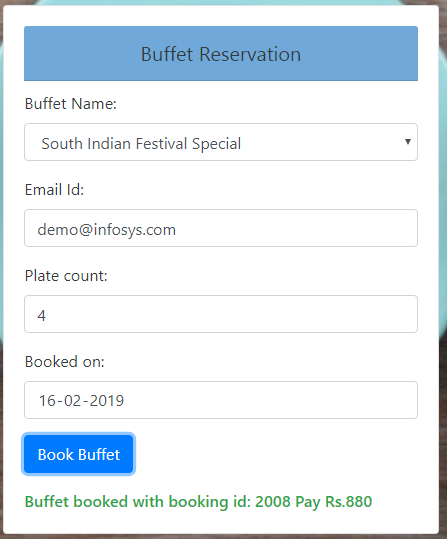 Buffet Reservation
Buffet Name:
South Indian Festival Special
Email Id:
demo@infosys.com
Plate count:
4
Booked on:
16-02-2019
Book Buffet
Buffet booked with booking id: 2008 Pay Rs.880